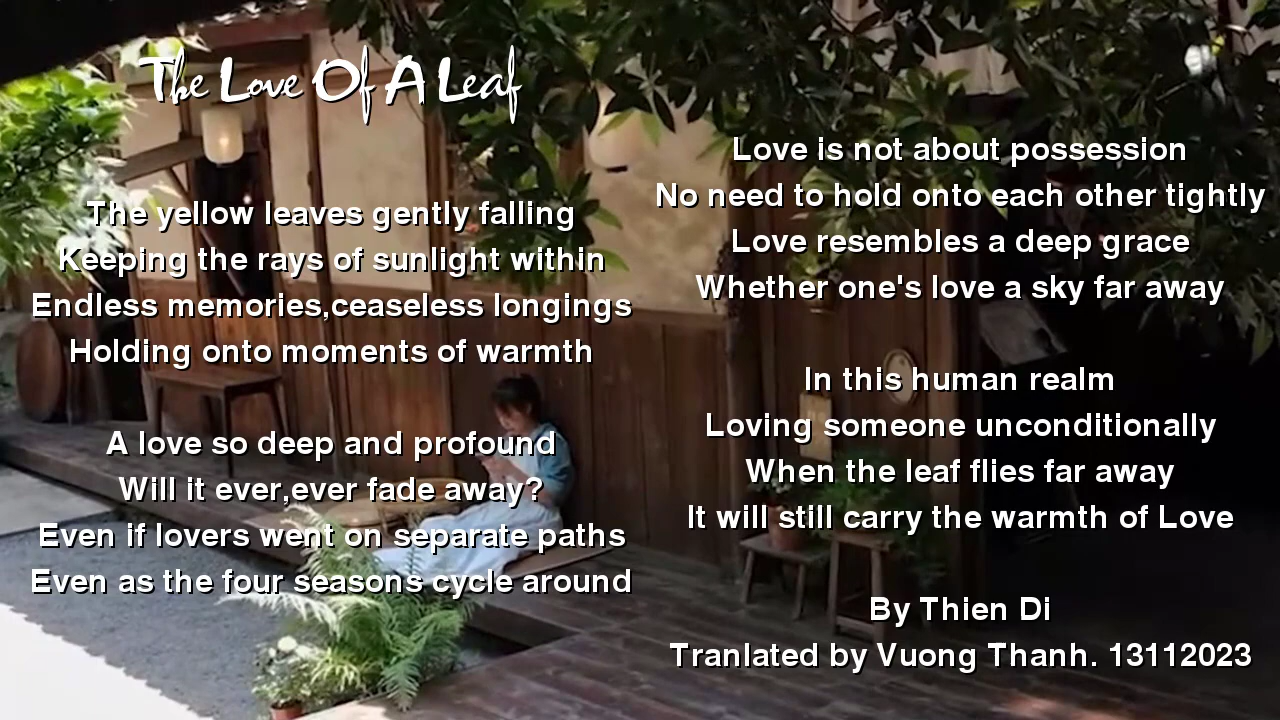 The Love Of A Leaf
The yellow leaves gently falling
Keeping the rays of sunlight within
Endless memories,ceaseless longings
Holding onto moments of warmth
A love so deep and profound
Will it ever,ever fade away?
Even if lovers went on separate paths
Even as the four seasons cycle around
Love is not about possession
No need to hold onto each other tightly
Love resembles a deep grace
Whether one's love a sky far away
In this human realm
Loving someone unconditionally
When the leaf flies far away
It will still carry the warmth of Love
By Thien Di
Tranlated by Vuong Thanh. 13112023